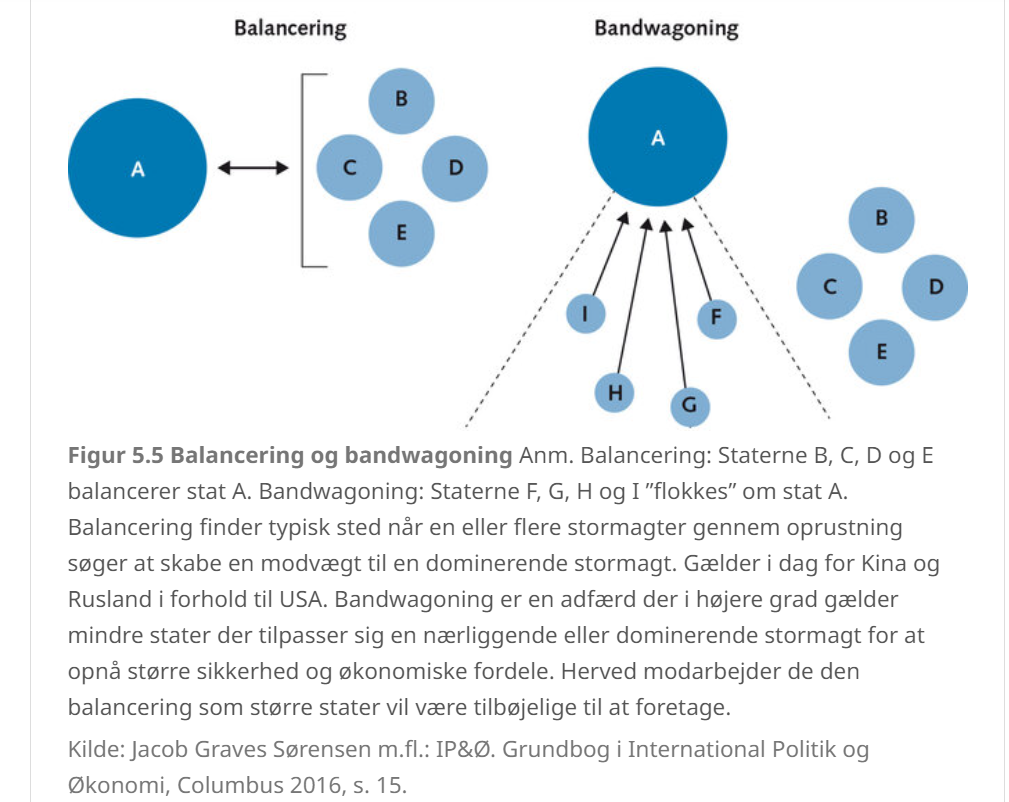 Balancering
Bandwagoning
A
B
C
D
E
A
I
H
G
F
B
C
D
E
Figur 5.5 Balancering og bandwagoning Anm. Balancering: Staterne B, C, D og E
balancerer stat A. Bandwagoning: Staterne F, G, H og I ”flokkes” om stat A.
Balancering finder typisk sted når en eller flere stormagter gennem oprustning
søger at skabe en modvægt til en dominerende stormagt. Gælder i dag for Kina og
Rusland i forhold til USA. Bandwagoning er en adfærd der i højere grad gælder
mindre stater der tilpasser sig en nærliggende eller dominerende stormagt for at
opnå større sikkerhed og økonomiske fordele. Herved modarbejder de den
balancering som større stater vil være tilbøjelige til at foretage.
Kilde: Jacob Graves Sørensen m.fl.: IP&Ø. Grundbog i International Politik og
Økonomi, Columbus 2016, s. 15.